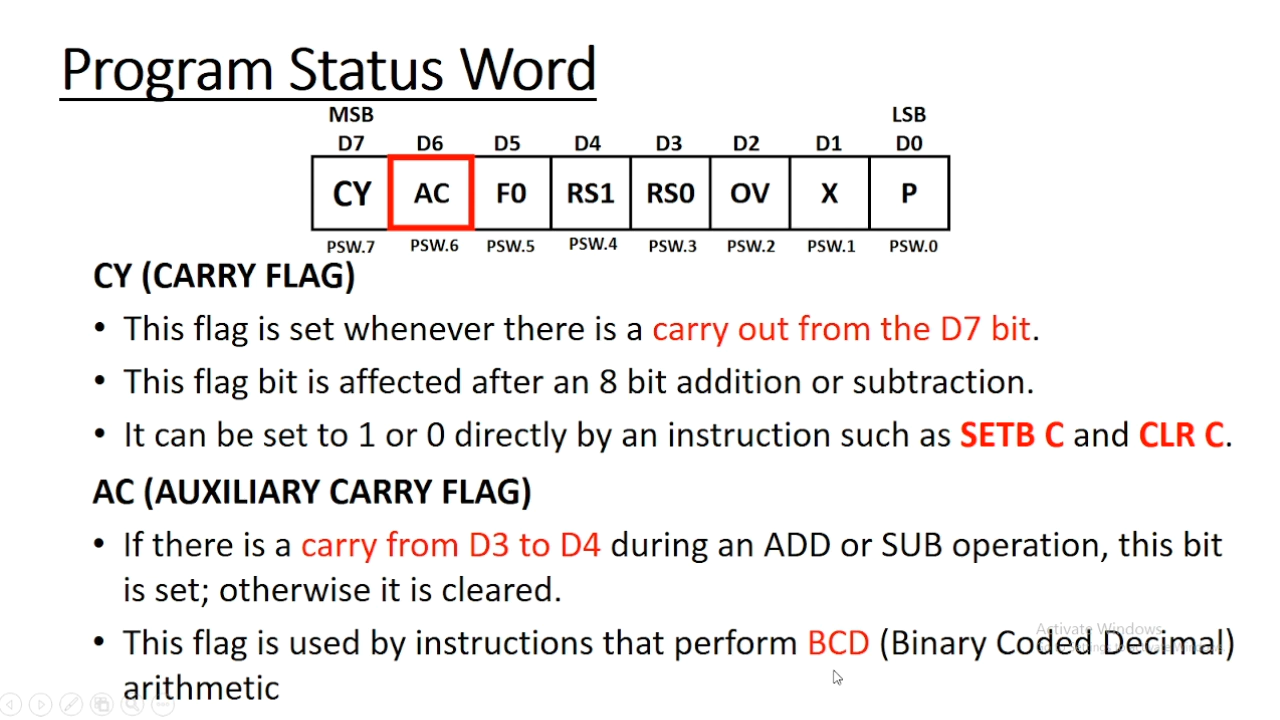 Program Status Word
MSB LSB
D7 D6 D5 D4 D3 D2 D1 D0
CY AC F0 RS1 RS0 OV X P
PSW.7 PSW.6 PSW.5 PSW.4 PSW.3 PSW.2 PSW.1 PSW.0
CY (CARRY FLAG)
• This flag is set whenever there is a carry out from the D7 bit.
• This flag bit is affected after an 8 bit addition or subtraction.
• It can be set to 1 or 0 directly by an instruction such as SETB C and CLR C.
AC (AUXILIARY CARRY FLAG)
• If there is a carry from D3 to D4 during an ADD or SUB operation, this bit
is set; otherwise it is cleared.
Activate Windows
• This flag is used by instructions that perform BCD (Binary Coded Decimal)
arithmetic